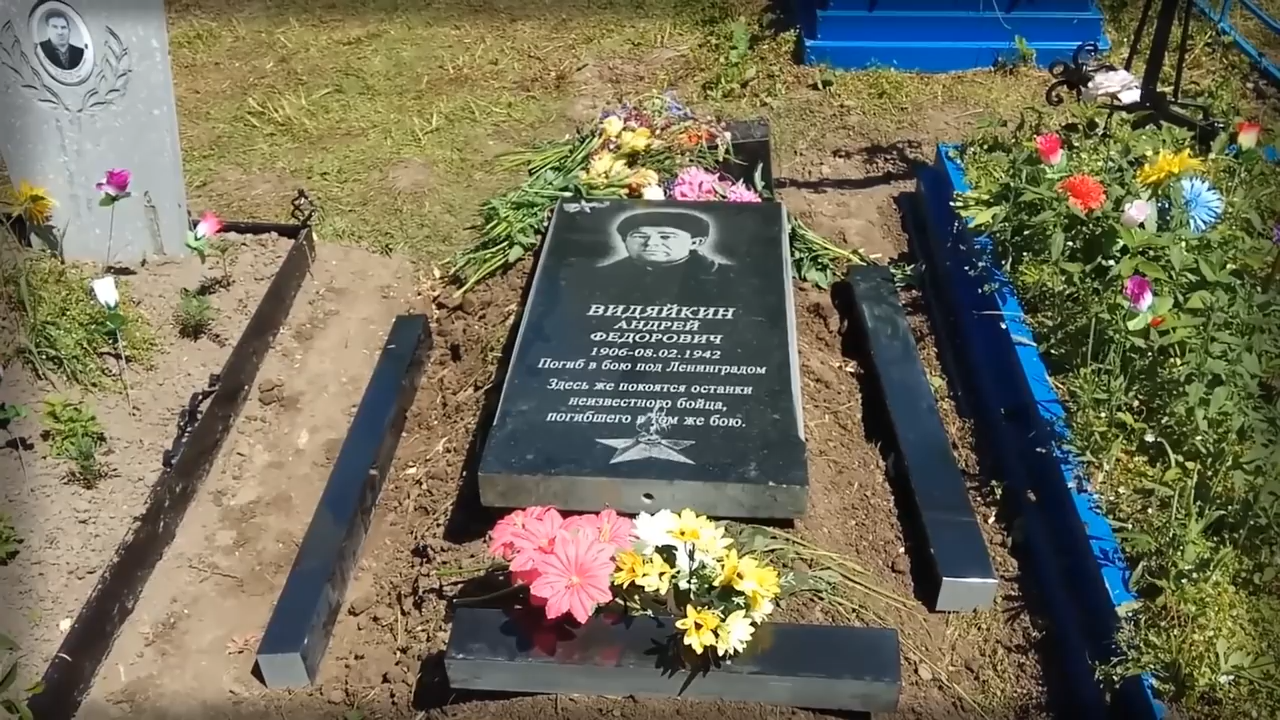 ВИДЯЙКИН
АНДРЕЙ
ФЕДОРОВИЧ
1906-08.02.1942
Погиб в бою под Ленинградом
Здесь же покоятся останки
неизвестного бойца,
погибшего в том же бою.